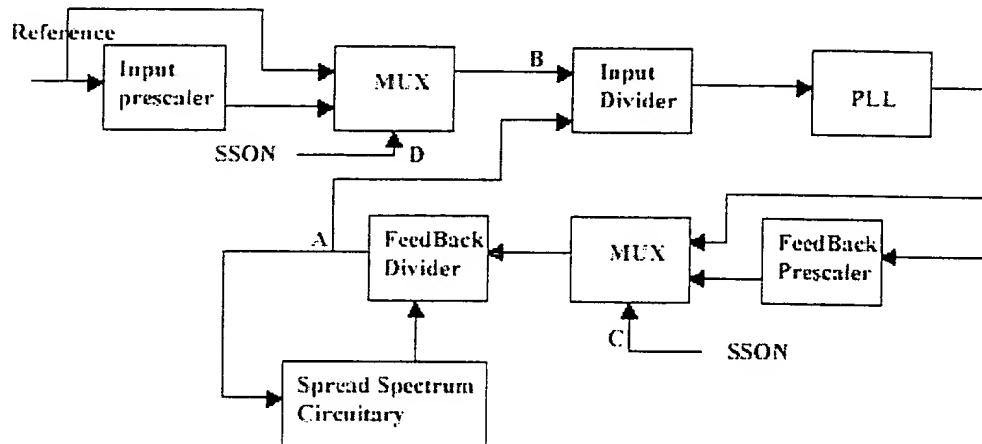 Reference
Input
prescaler
MUX
B
Input
Divider
PLL
SSON
D
A
FeedBack
Divider
MUX
FeedBack
Prescaler
C
SSON
Spread Spectrum
Circuitary